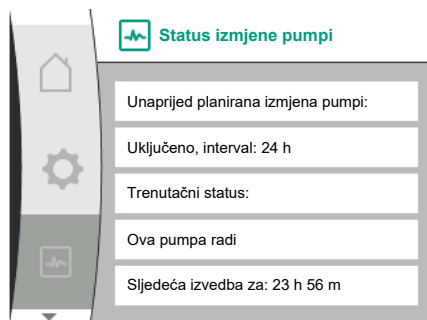 Status izmjene pumpi
Unaprijed planirana izmjena pumpi:
Uključeno, interval: 24 h
Trenutačni status:
Ova pumpa radi
Sljedeća izvedba za: 23 h 56 m